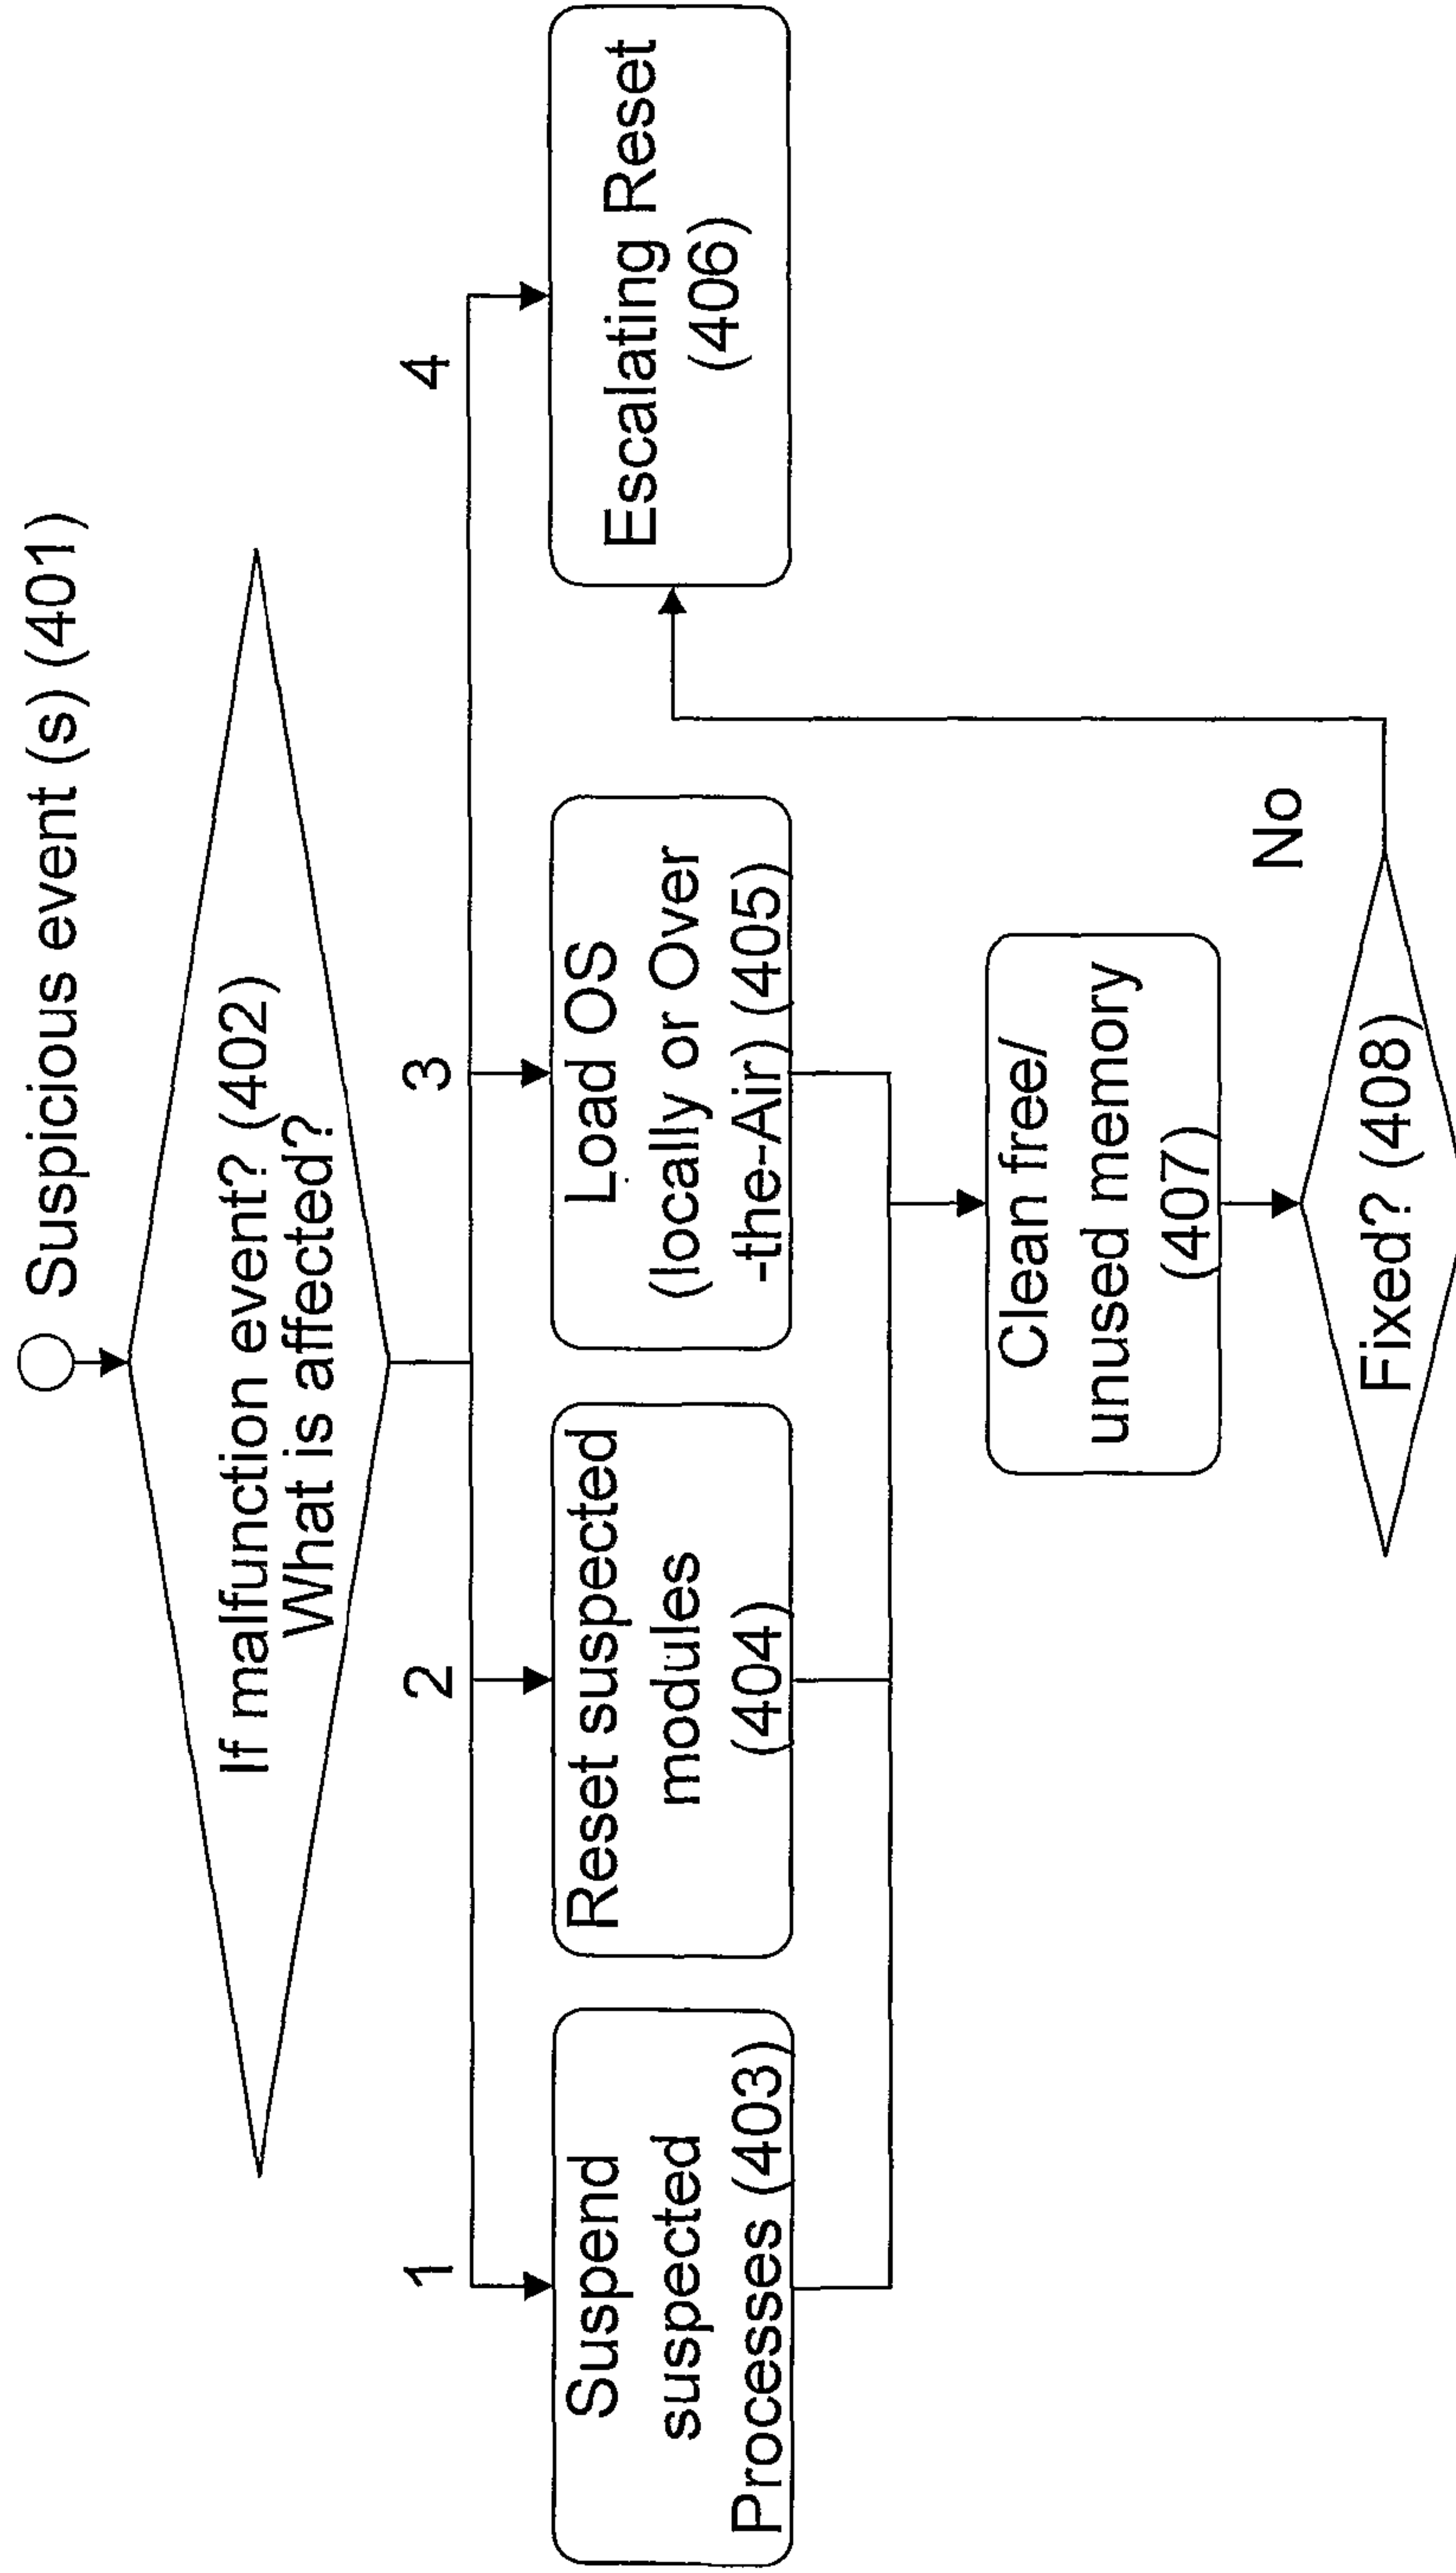 Suspicious event (s) (401)
If malfunction event? (402)
What is affected?
1
2
3
4
Suspend
suspected
Processes (403)
Reset suspected
modules
(404)
Load OS
(locally or Over
-the-Air) (405)
Escalating Reset
(406)
Clean free/
unused memory
(407)
No
Fixed? (408)